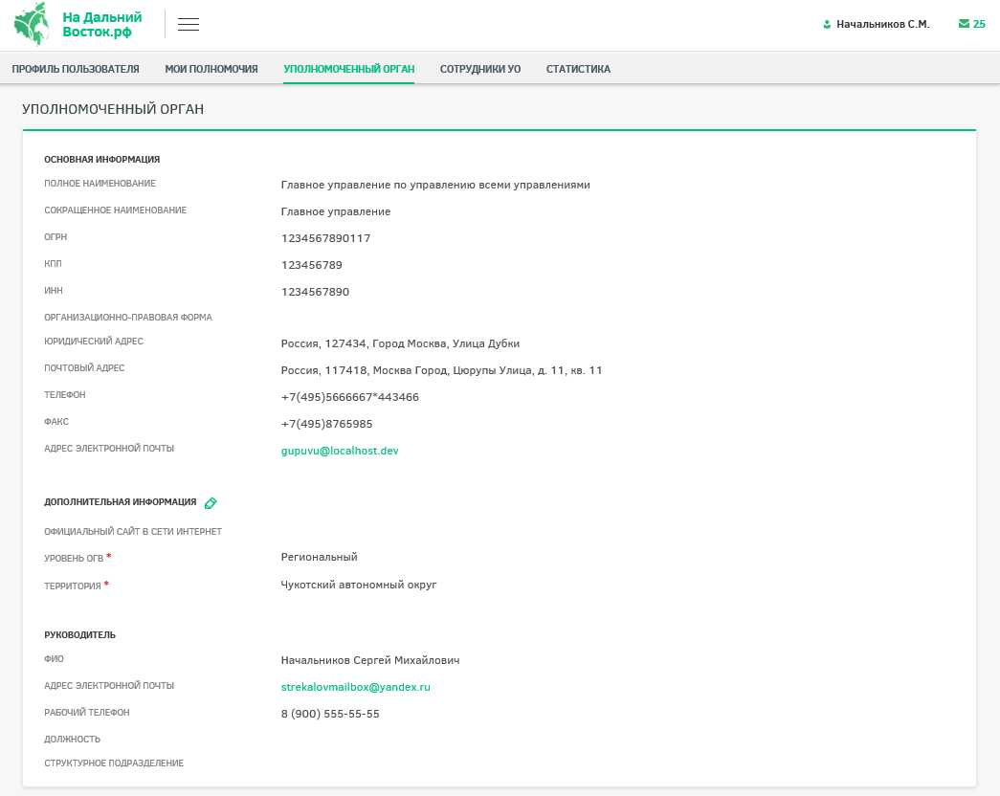 На Дальний
Восток.рф
Начальников С.М.
25
ПРОФИЛЬ ПОЛЬЗОВАТЕЛЯ МОИ ПОЛНОМОЧИЯ УПОЛНОМОЧЕННЫЙ ОРГАН СОТРУДНИКИ УО СТАТИСТИКА
УПОЛНОМОЧЕННЫЙ ОРГАН
ОСНОВНАЯ ИНФОРМАЦИЯ
ПОЛНОЕ НАИМЕНОВАНИЕ Главное управление по управлению всеми управлениями
СОКРАЩЕННОЕ НАИМЕНОВАНИЕ Главное управление
ОГРН 1234567890117
КПП 123456789
ИНН 1234567890
ОРГАНИЗАЦИОННО-ПРАВОВАЯ ФОРМА
ЮРИДИЧЕСКИЙ АДРЕС Россия, 127434, Город Москва, Улица Дубки
ПОЧТОВЫЙ АДРЕС Россия, 117418, Москва Город, Цюрупы Улица, д. 11, кв. 11
ТЕЛЕФОН +7(495)5666667*443466
ФАКС +7(495)8765985
АДРЕС ЭЛЕКТРОННОЙ ПОЧТЫ gupuvu@localhost.dev
ДОПОЛНИТЕЛЬНАЯ ИНФОРМАЦИЯ
ОФИЦИАЛЬНЫЙ САЙТ В СЕТИ ИНТЕРНЕТ
УРОВЕНЬ ОГВ * Региональный
ТЕРРИТОРИЯ * Чукотский автономный округ
РУКОВОДИТЕЛЬ
ФИО Начальников Сергей Михайлович
АДРЕС ЭЛЕКТРОННОЙ ПОЧТЫ strekalovmailbox@yandex.ru
РАБОЧИЙ ТЕЛЕФОН 8 (900) 555-55-55
ДОЛЖНОСТЬ
СТРУКТУРНОЕ ПОДРАЗДЕЛЕНИЕ